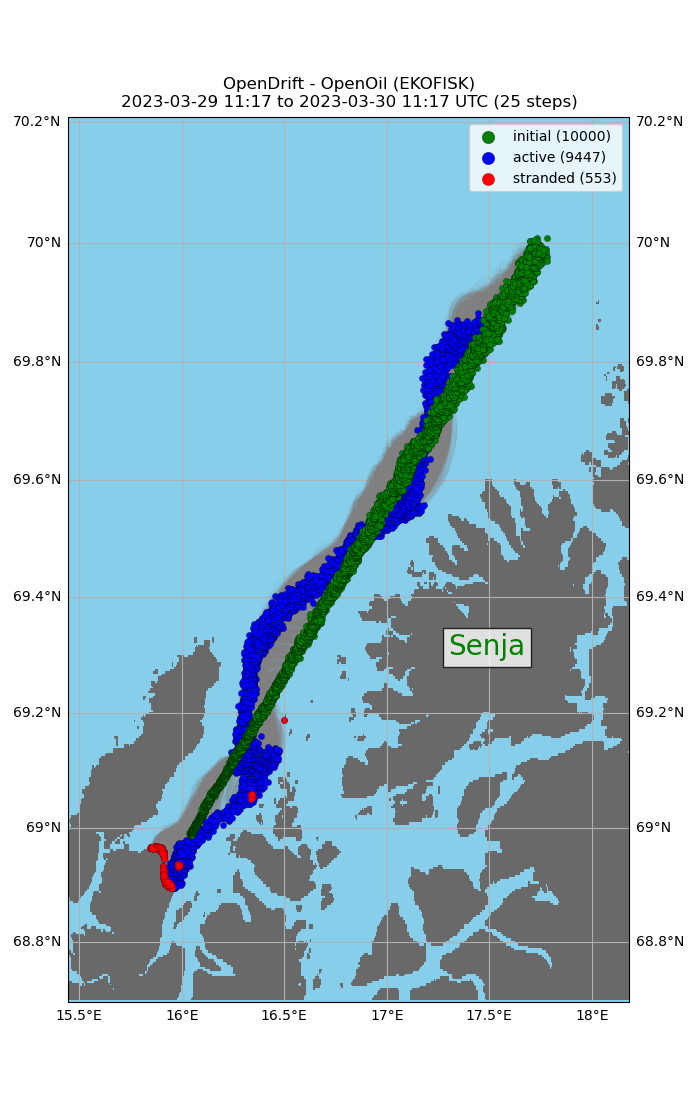 OpenDrift - OpenOil (EKOFISK)
2023-03-29 11:17 to 2023-03-30 11:17 UTC (25 steps)
70.2°N
70.2°N
initial (10000)
active (9447)
stranded (553)
70°N
70°N
69.8°N
69.8°N
69.6°N
69.6°N
69.4°N
69.4°N
Senja
69.2°N
69.2°N
69°N
69°N
68.8°N
68.8°N
15.5°E
16°E
16.5°E
17°E
17.5°E
18°E